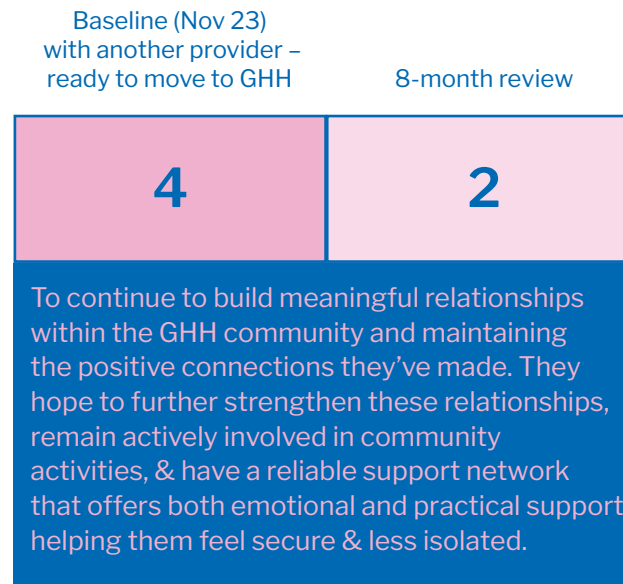 Baseline (Nov 23)
with another provider –
ready to move to GHH
8-month review
4
2
To continue to build meaningful relationships
within the GHH community and maintaining
the positive connections they’ve made. They
hope to further strengthen these relationships,
remain actively involved in community
activities, & have a reliable support network
that offers both emotional and practical support
helping them feel secure & less isolated.